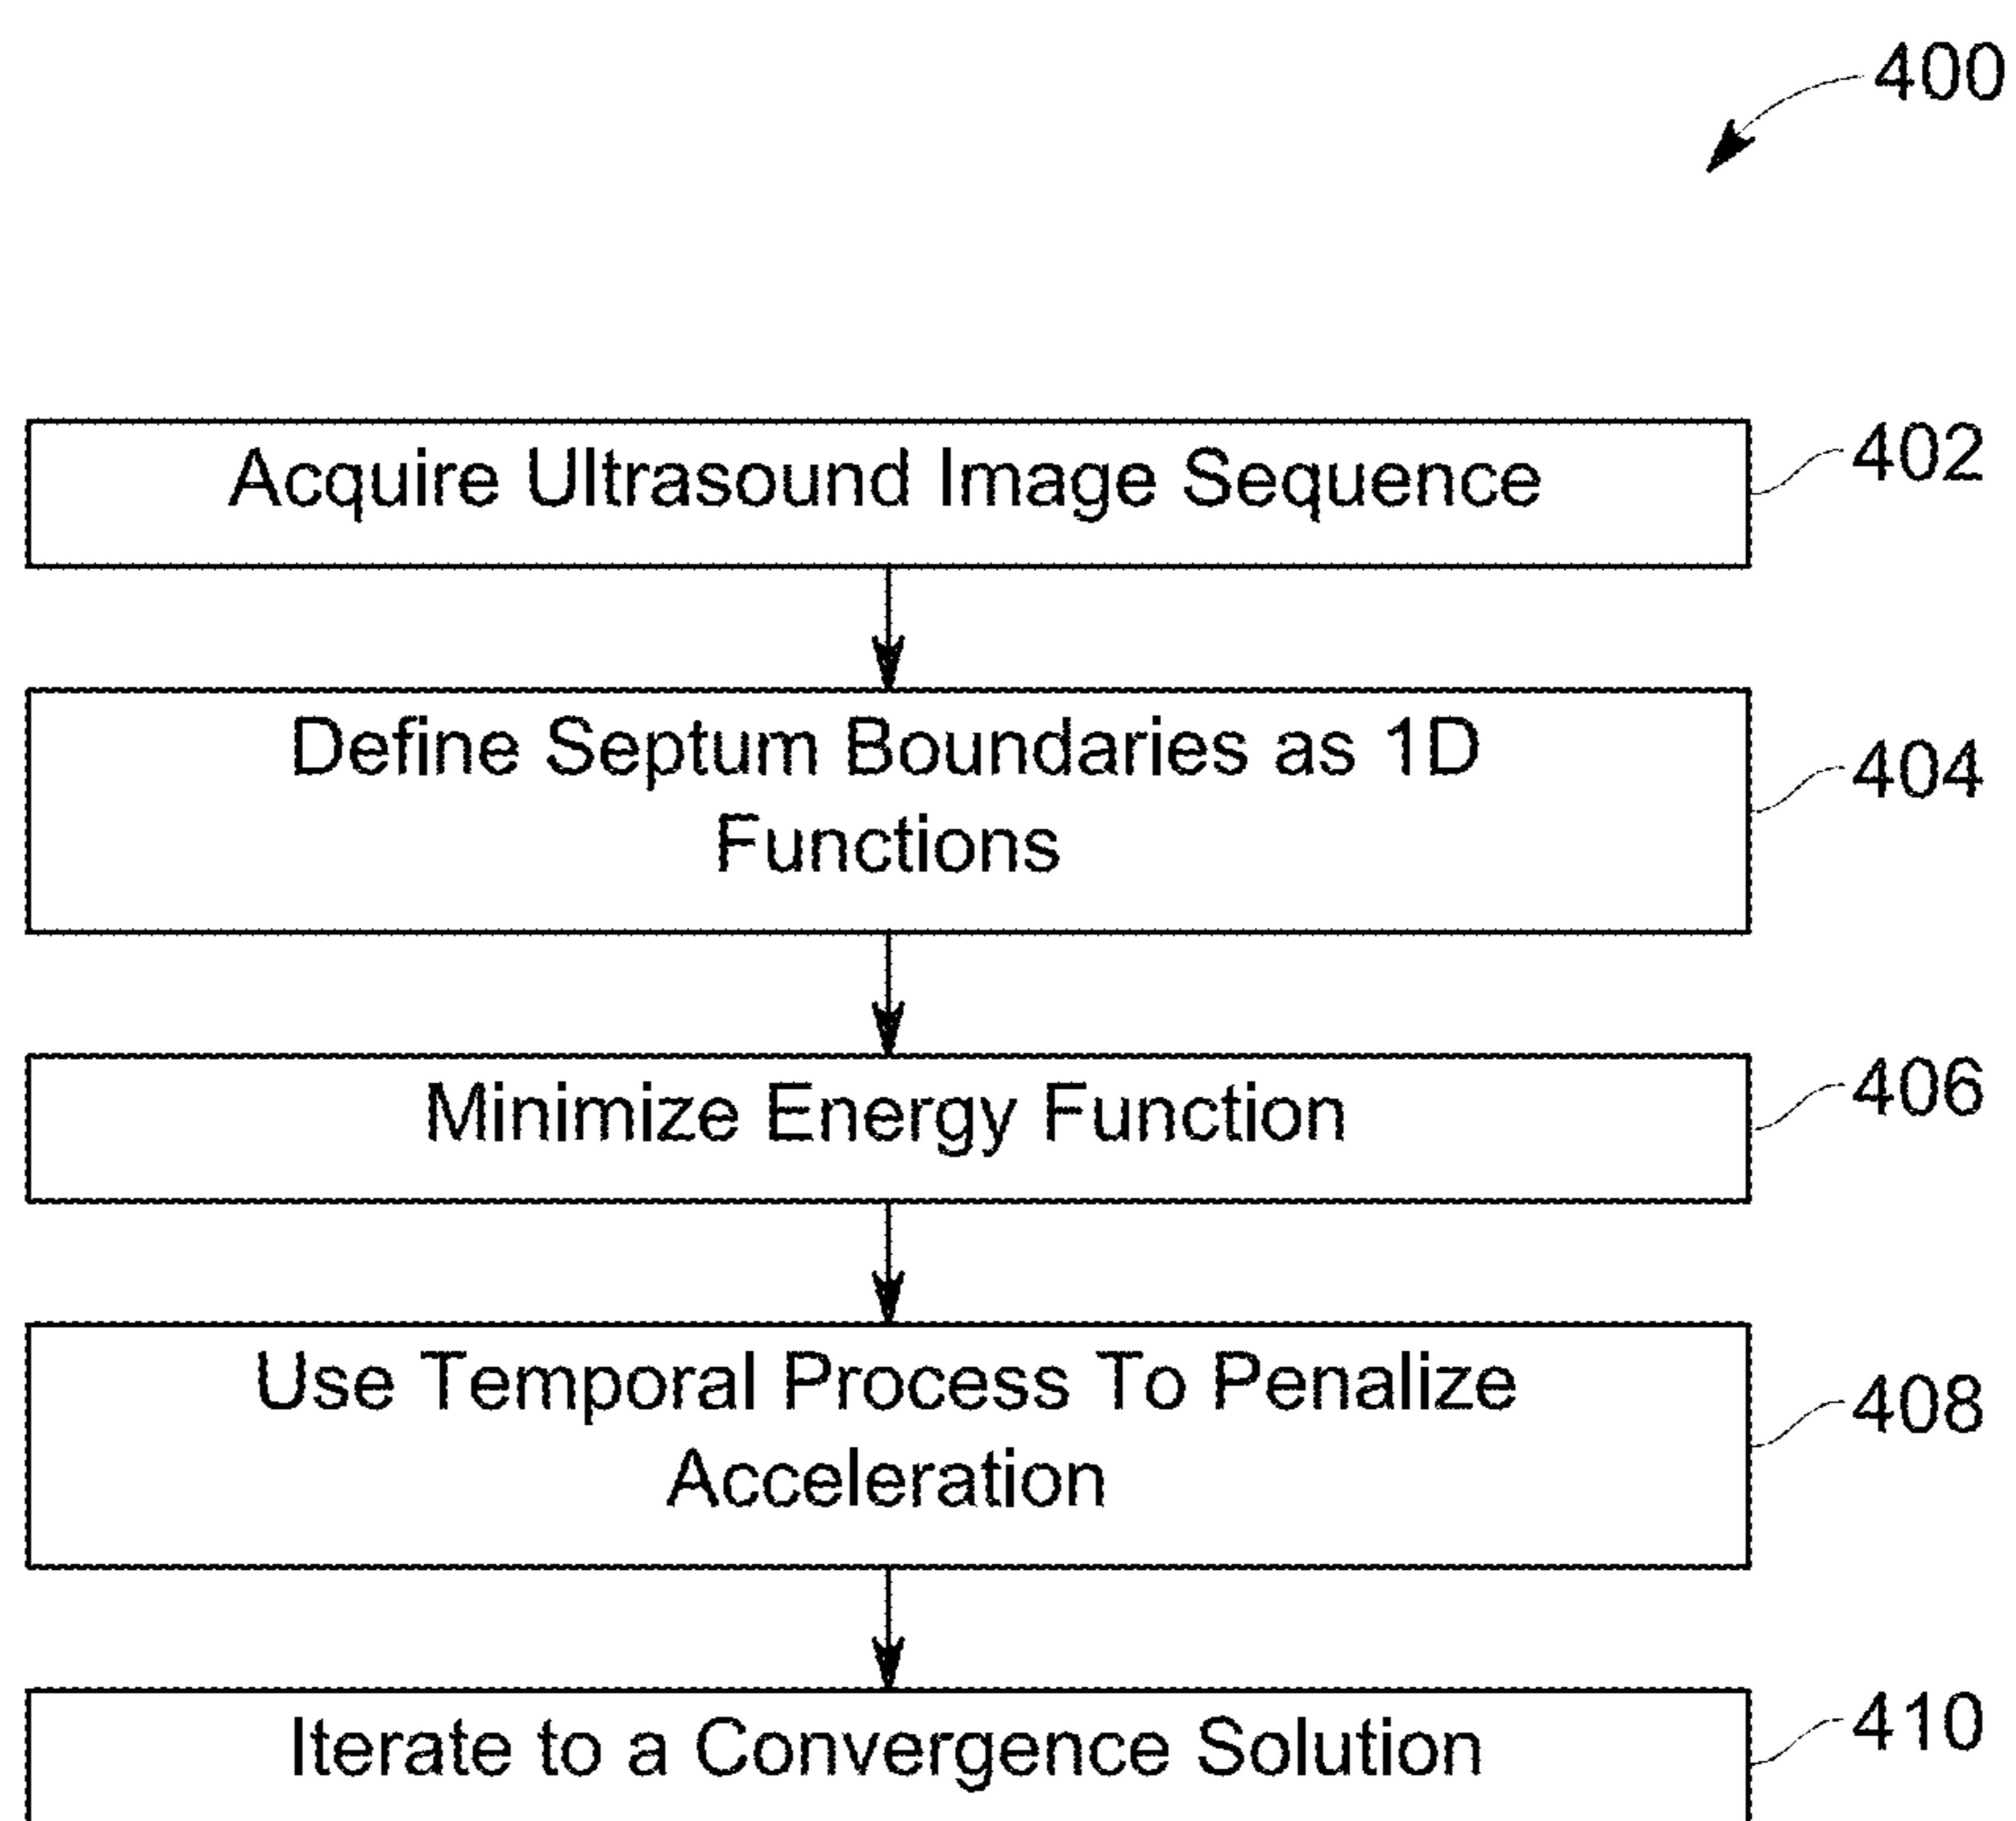 400
Acquire Ultrasound Image Sequence
402
Define Septum Boundaries as 1D
Functions
404
Minimize Energy Function
406
Use Temporal Process To Penalize
Acceleration
408
Iterate to a Convergence Solution
410